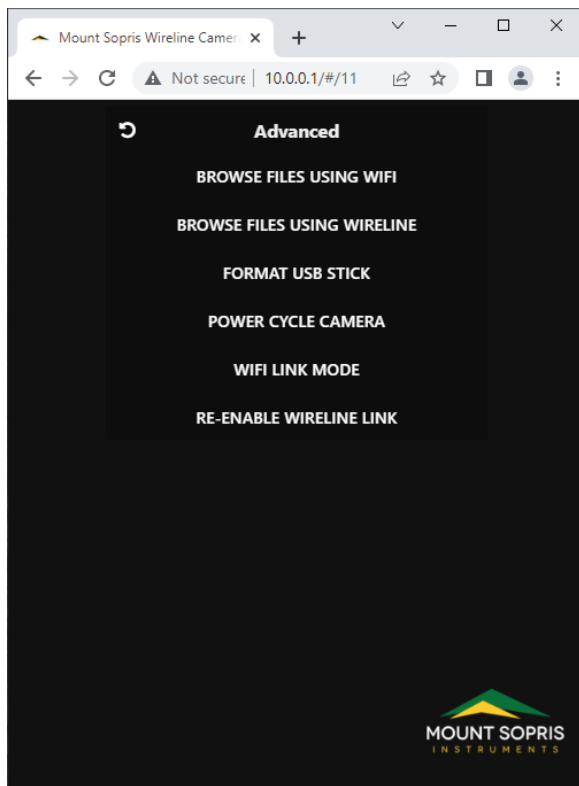 Mount Sopris Wireline Camer
Not secure
10.0.0.1/#/11
Advanced
BROWSE FILES USING WIFI
BROWSE FILES USING WIRELINE
FORMAT USB STICK
POWER CYCLE CAMERA
WIFI LINK MODE
RE-ENABLE WIRELINE LINK
MOUNT SOPRIS
INSTRUMENTS